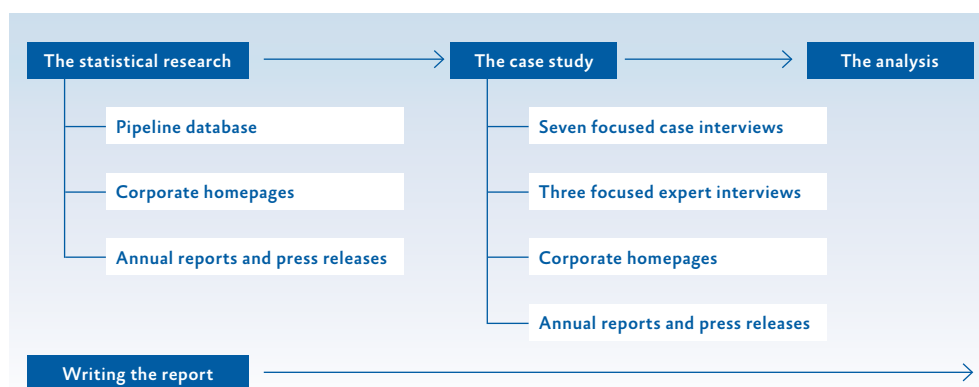 The statistical research
The case study
The analysis
Pipeline database
Seven focused case interviews
Corporate homepages
Three focused expert interviews
Annual reports and press releases
Corporate homepages
Annual reports and press releases
Writing the report